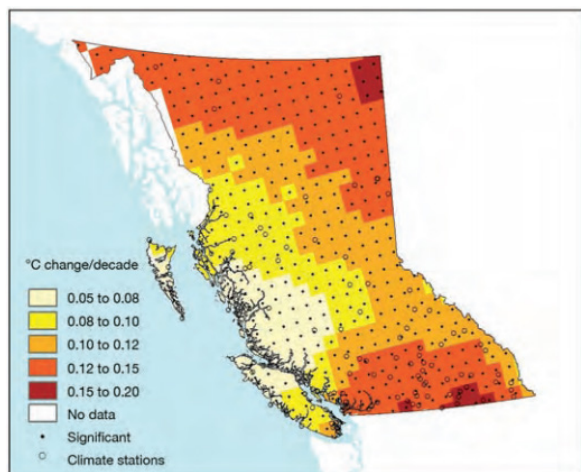 °C change/decade
0.05 to 0.08
0.08 to 0.10
0.10 to 0.12
0.12 to 0.15
0.15 to 0.20
No data
Significant
Climate stations